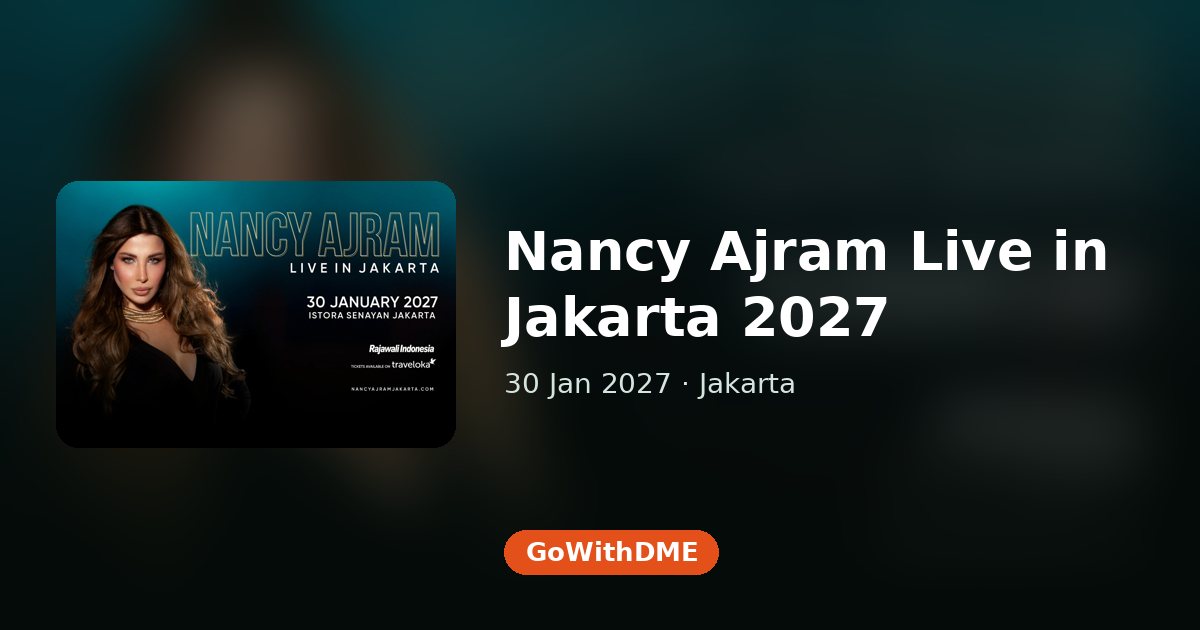 NANCY AJRAM
LIVE IN JAKARTA
30 JANUARY 2027
ISTORA SENAYAN JAKARTA
Rajawali Indonesia
TICKETS AVAILABLE ON traveloka
NANCYAJRAMJAKARTA.COM
Nancy Ajram Live in
Jakarta 2027
30 Jan 2027 · Jakarta
GoWithDME